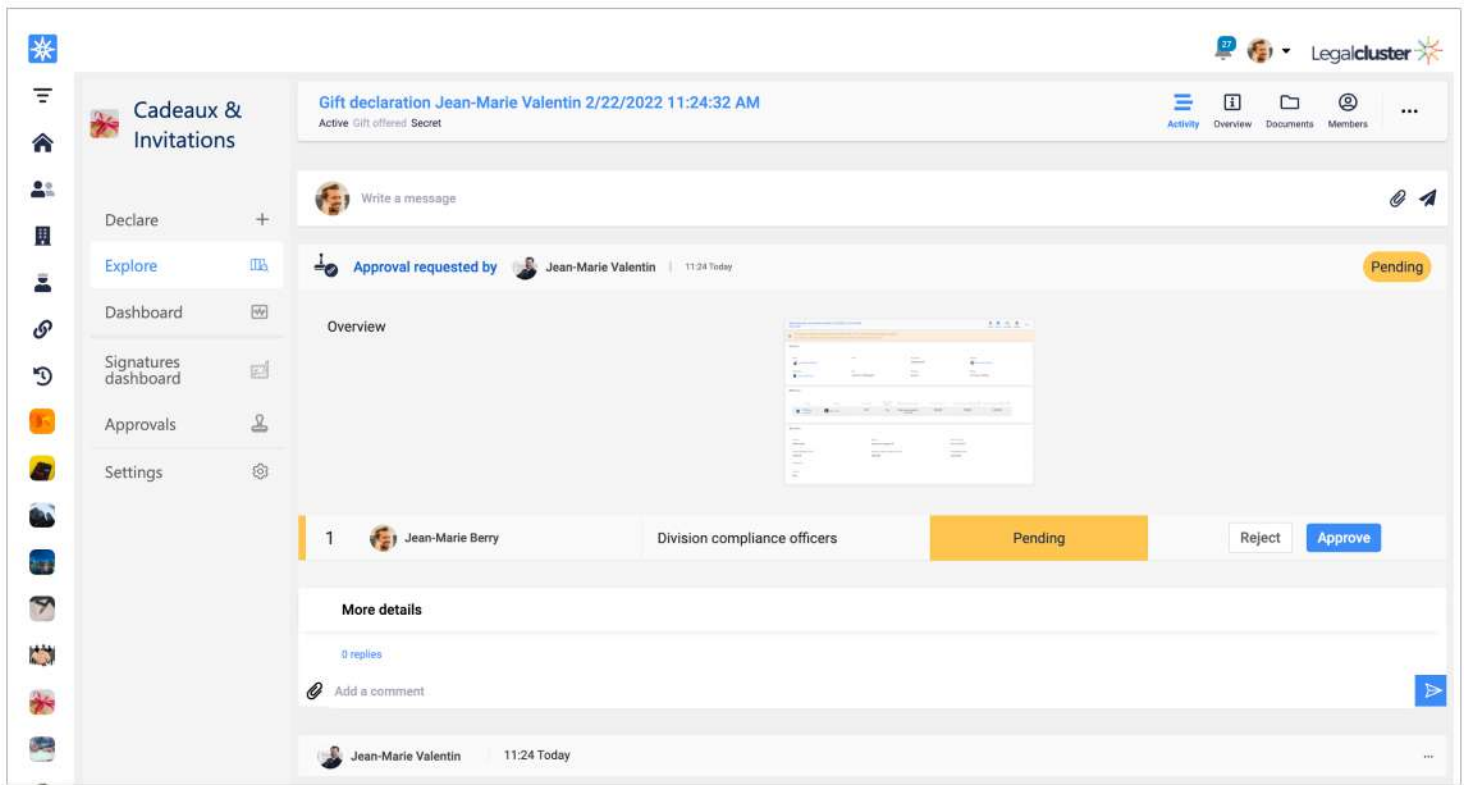 27
Legalcluster
Cadeaux &
Invitations
Declare
Explore
Dashboard
Signatures
dashboard
Approvals
Settings
Gift declaration Jean-Marie Valentin 2/22/2022 11:24:32 AM
Active Gift offered Secret
Activity Overview Documents Members
Write a message
Approval requested by Jean-Marie Valentin 11:24 Today
Pending
Overview
1 Jean-Marie Berry Division compliance officers Pending Reject Approve
More details
0 replies
Add a comment
Jean-Marie Valentin 11:24 Today